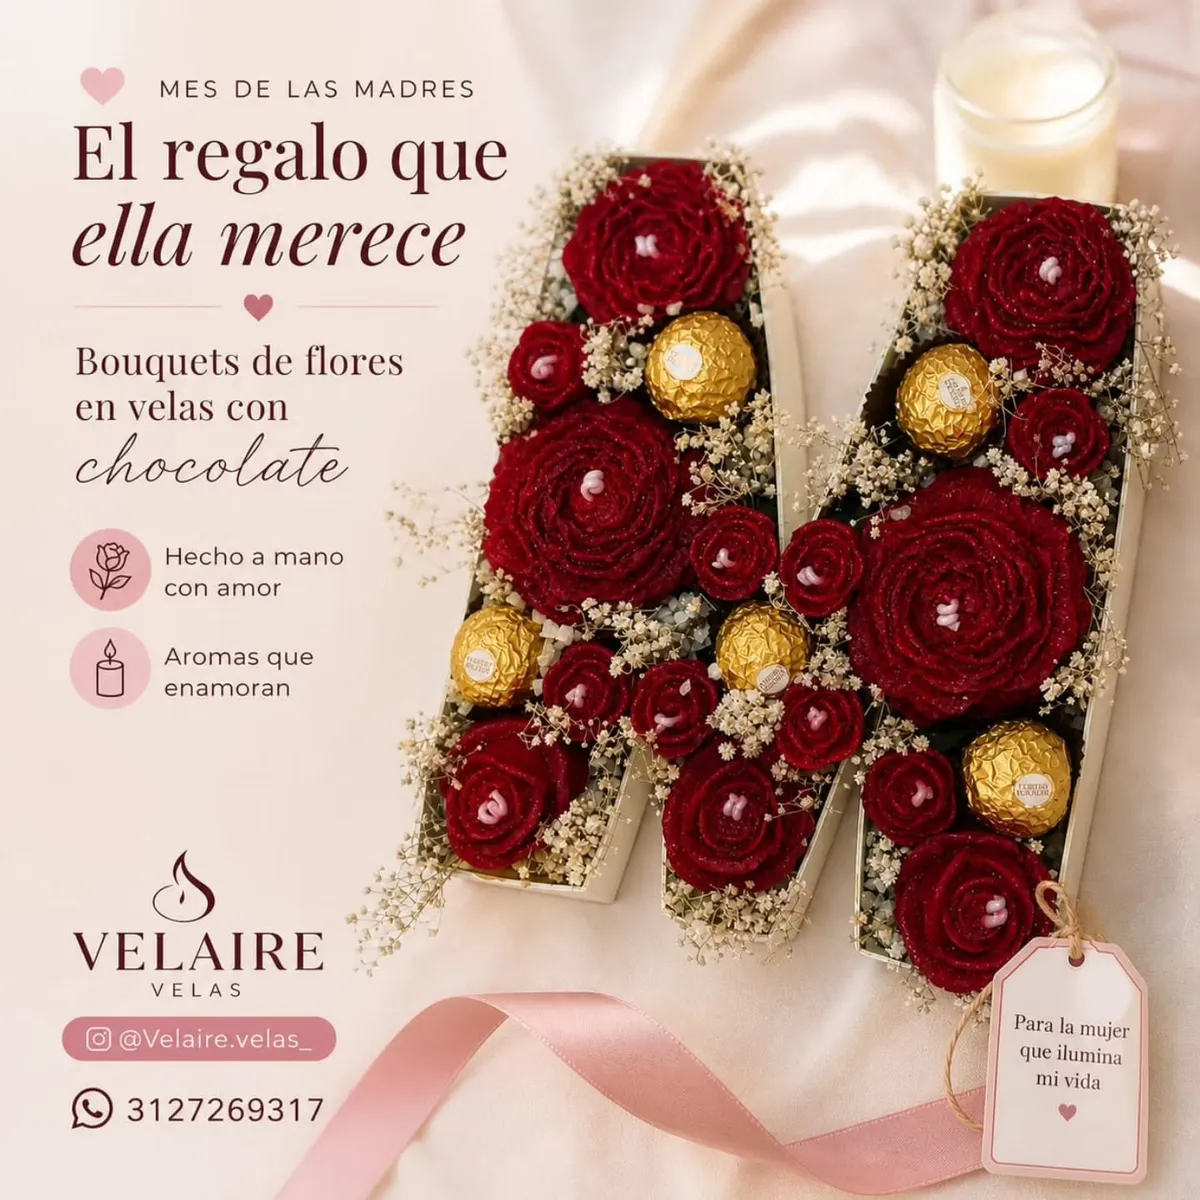 MES DE LAS MADRES
El regalo que
ella merece
Bouquets de flores
en velas con
chocolate
Hecho a mano
con amor
Aromas que
enamoran
VELAIRE
VELAS
@Velaire.velas_
3127269317
Para la mujer
que ilumina
mi vida